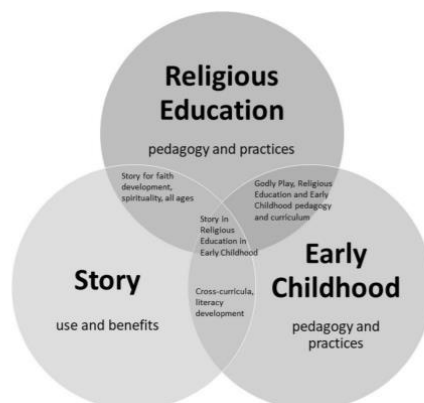 Religious
Education
pedagogy and practices
Story for faith
development,
spirituality, all ages
Godly Play, Religious
Education and Early
Childhood pedagogy
and curriculum
Story in
Religious
Education in
Early Childhood
Story
use and benefits
Cross-curricula,
literacy
development
Early
Childhood
pedagogy and
practices